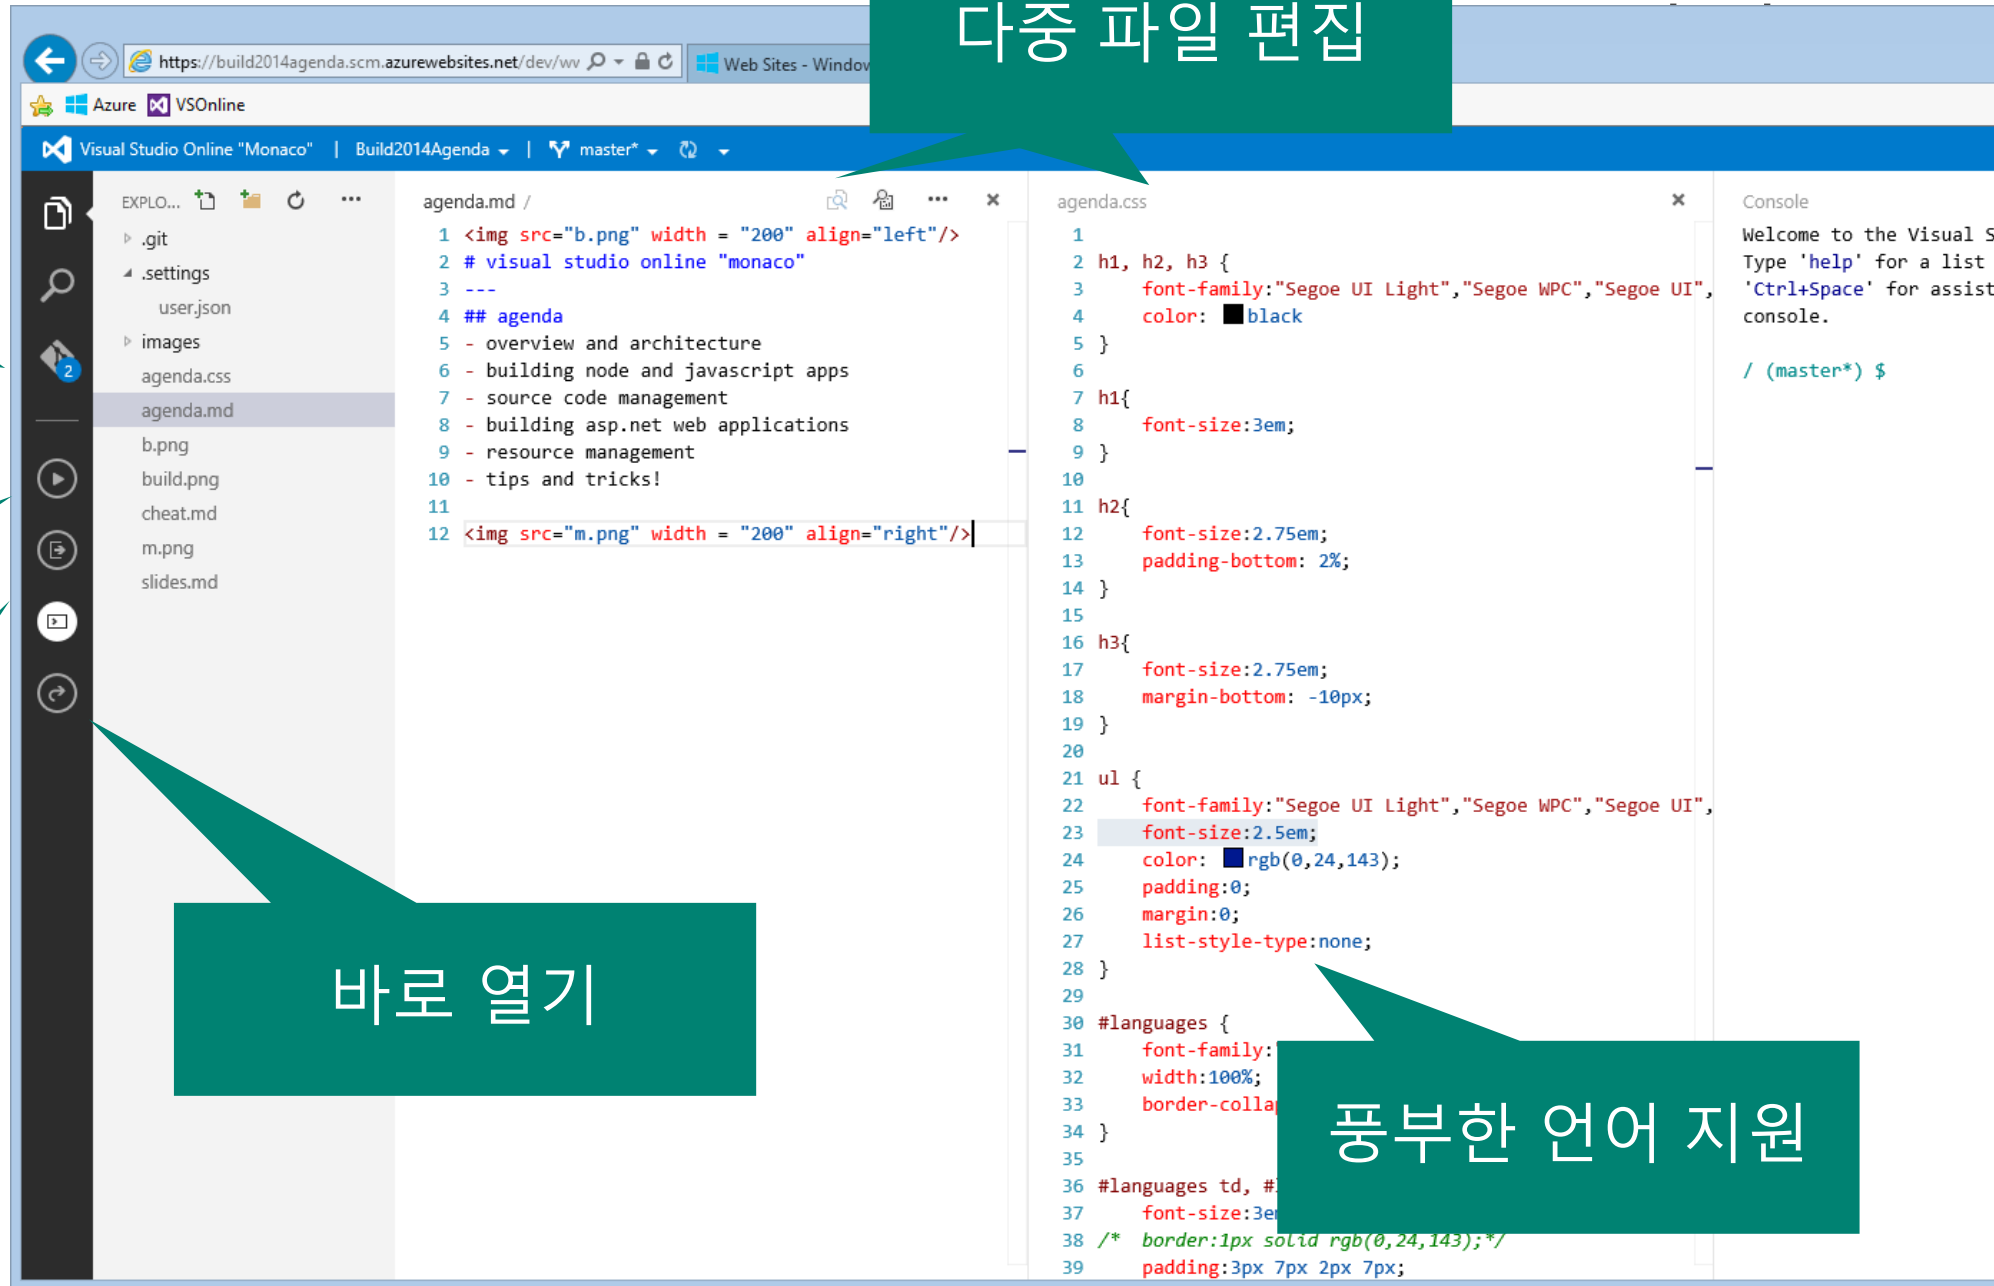 다중 파일 편집
https://build2014agenda.scm.azurewebsites.net/dev/wv
Web Sites - Window
Azure VSOnline
Visual Studio Online "Monaco" | Build2014Agenda | master*
EXPLO...
.git
.settings
user.json
images
agenda.css
agenda.md
b.png
build.png
cheat.md
m.png
slides.md
2
agenda.md /
1 <img src="b.png" width = "200" align="left"/>
2 # visual studio online "monaco"
3 ---
4 ## agenda
5 - overview and architecture
6 - building node and javascript apps
7 - source code management
8 - building asp.net web applications
9 - resource management
10 - tips and tricks!
11
12 <img src="m.png" width = "200" align="right"/>
agenda.css
1
2 h1, h2, h3 {
3 font-family:"Segoe UI Light","Segoe WPC","Segoe UI",
4 color: black
5 }
6
7 h1{
8 font-size:3em;
9 }
10
11 h2{
12 font-size:2.75em;
13 padding-bottom: 2%;
14 }
15
16 h3{
17 font-size:2.75em;
18 margin-bottom: -10px;
19 }
20
21 ul {
22 font-family:"Segoe UI Light","Segoe WPC","Segoe UI",
23 font-size:2.5em;
24 color: rgb(0,24,143);
25 padding:0;
26 margin:0;
27 list-style-type:none;
28 }
29
30 #languages {
31 font-family:
32 width:100%;
33 border-colla
34 }
35
36 #languages td, #
37 font-size:3e
38 /* border:1px solid rgb(0,24,143);*/
39 padding:3px 7px 2px 7px;
Console
Welcome to the Visual S
Type 'help' for a list
'Ctrl+Space' for assist
console.
/ (master*) $
바로 열기
풍부한 언어 지원